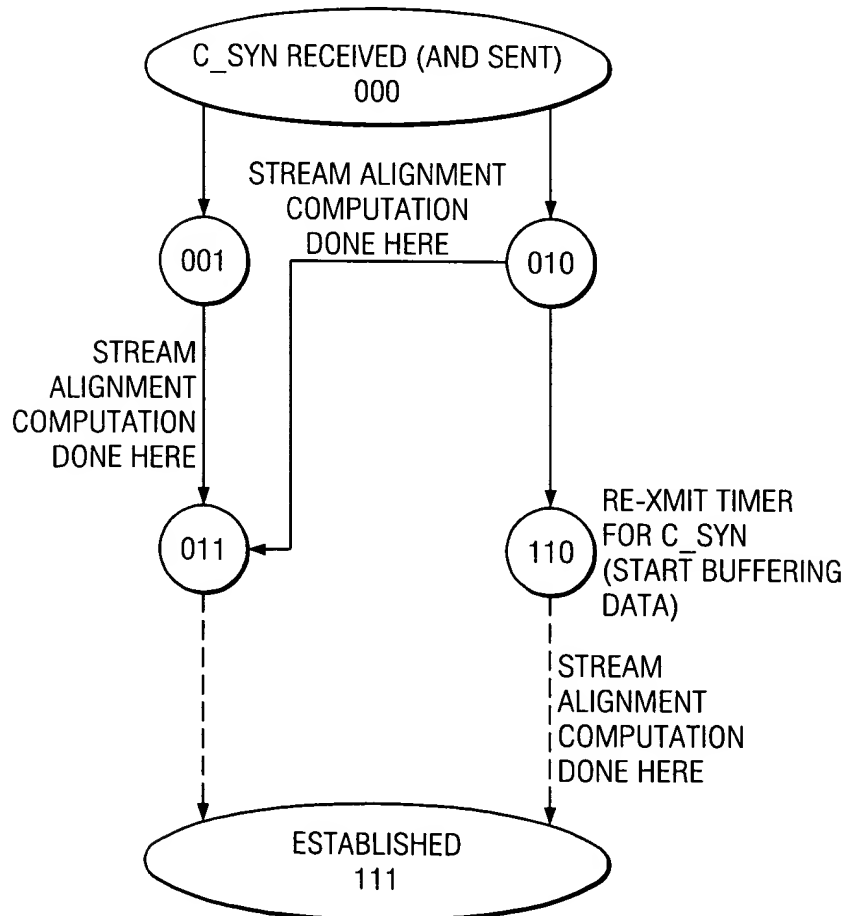 C_SYN RECEIVED (AND SENT)
000
STREAM ALIGNMENT
COMPUTATION
DONE HERE
001
010
STREAM
ALIGNMENT
COMPUTATION
DONE HERE
011
110
RE-XMIT TIMER
FOR C_SYN
(START BUFFERING
DATA)
STREAM
ALIGNMENT
COMPUTATION
DONE HERE
ESTABLISHED
111